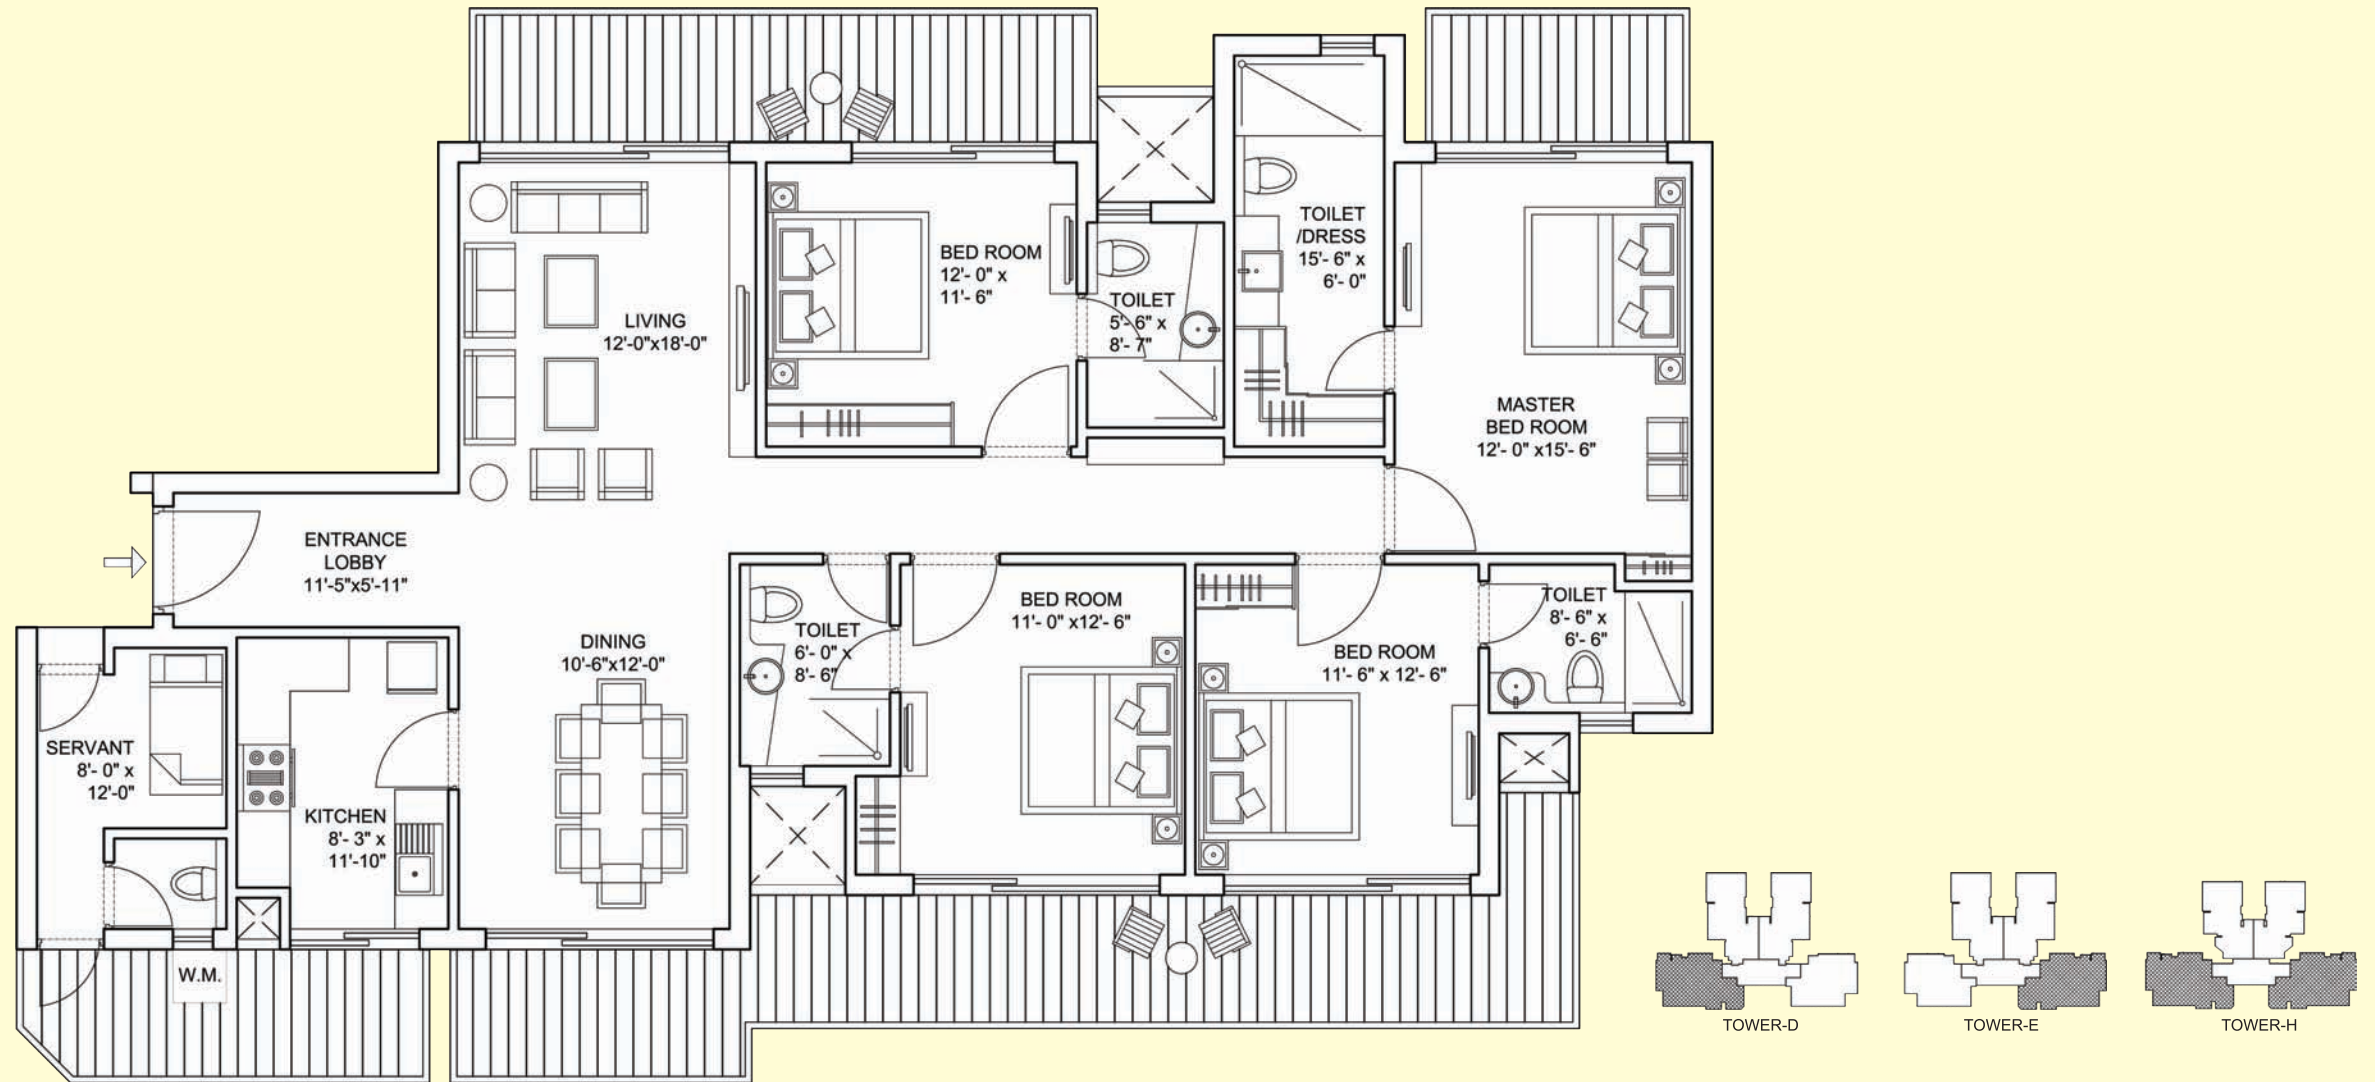 BED ROOM
12'- 0" x
11'- 6"
TOILET
5'- 6" x
8'- 7"
TOILET
/DRESS
15'- 6" x
6'- 0"
LIVING
12'-0"x18'-0"
MASTER
BED ROOM
12'- 0" x15'- 6"
ENTRANCE
LOBBY
11'-5"x5'-11"
DINING
10'-6"x12'-0"
TOILET
6'- 0" x
8'- 6"
BED ROOM
11'- 0" x12'- 6"
BED ROOM
11'- 6" x 12'- 6"
TOILET
8'- 6" x
6'- 6"
SERVANT
8'- 0" x
12'-0"
KITCHEN
8'- 3" x
11'-10"
W.M.
TOWER-D
TOWER-E
TOWER-H